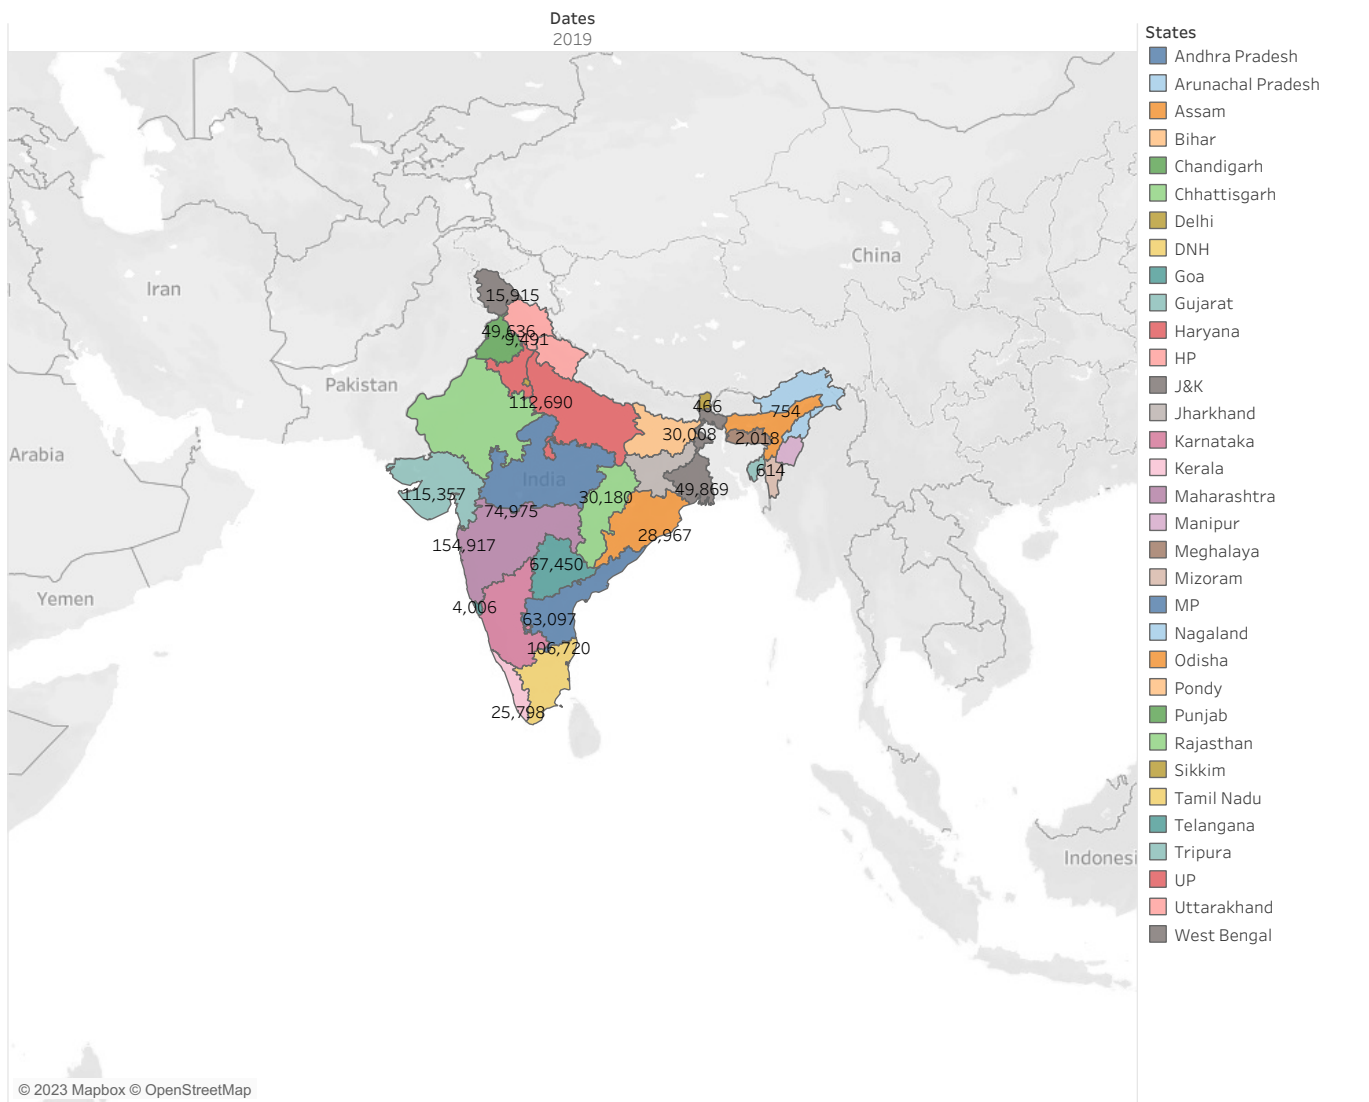 Dates
2019
States
Andhra Pradesh
Arunachal Pradesh
Assam
Bihar
Chandigarh
Chhattisgarh
Delhi
DNH
Goa
Gujarat
Haryana
HP
J&K
Jharkhand
Karnataka
Kerala
Maharashtra
Manipur
Meghalaya
Mizoram
MP
Nagaland
Odisha
Pondy
Punjab
Rajasthan
Sikkim
Tamil Nadu
Telangana
Tripura
UP
Uttarakhand
West Bengal
China
Iran
15,915
49,636
9,491
Pakistan
112,690
466
754
30,008
2,018
Arabia
614
India
115,357
49,869
30,180
74,975
28,967
154,917
67,450
Yemen
4,006
63,097
106,720
25,798
Indonesi
© 2023 Mapbox © OpenStreetMap